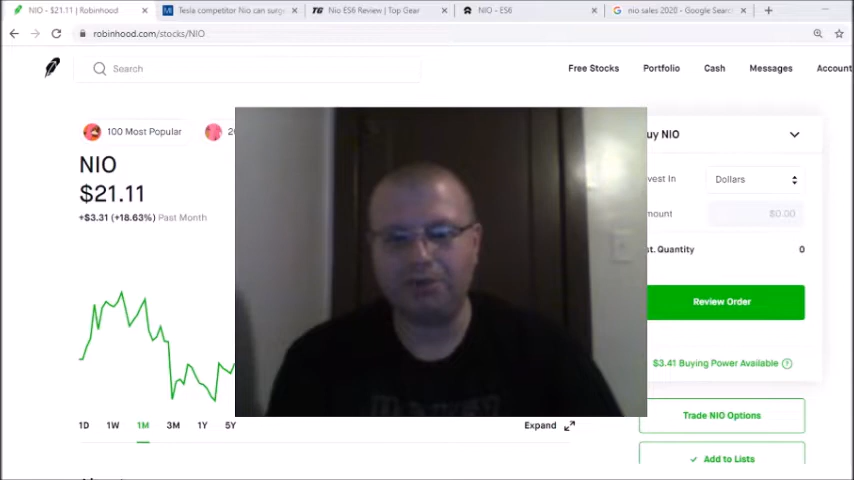 NIO - $21.11 | Robinhood
Tesla competitor Nio can surg
TG Nio ES6 Review | Top Gear
NIO - ES6
nio sales 2020 - Google Searc
robinhood.com/stocks/NIO
Search
Free Stocks Portfolio Cash Messages Account
100 Most Popular
20
uy NIO
NIO
$21.11
+$3.31 (+18.63%) Past Month
vest In Dollars
mount $0.00
st. Quantity 0
Review Order
$3.41 Buying Power Available
1D 1W 1M 3M 1Y 5Y
Expand
Trade NIO Options
Add to Lists